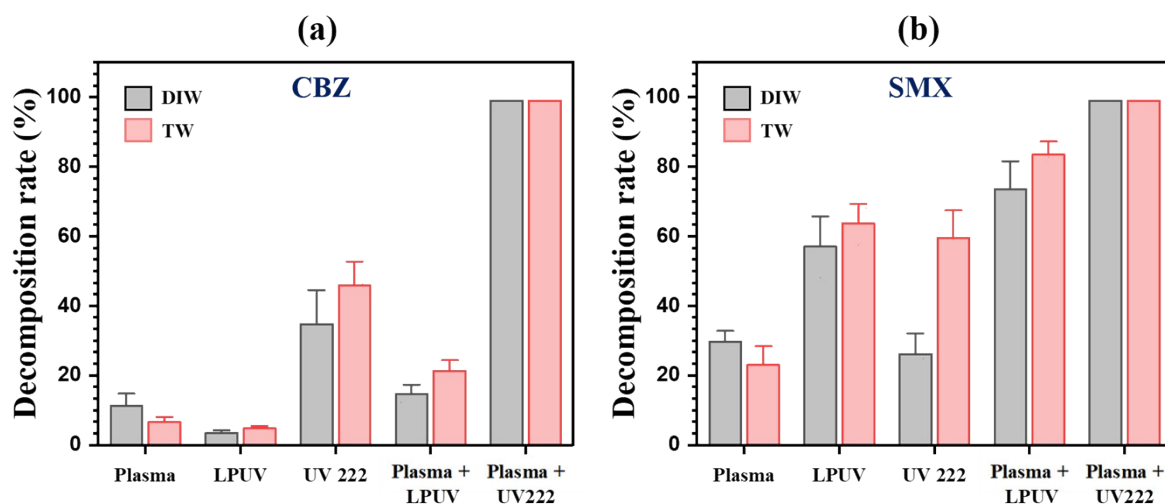 (a)
CBZ
DIW
TW
Decomposition rate (%)
100
80
60
40
20
0
Plasma
LPUV
UV 222
Plasma +
LPUV
Plasma +
UV222
(b)
SMX
DIW
TW
Decomposition rate (%)
100
80
60
40
20
0
Plasma
LPUV
UV 222
Plasma +
LPUV
Plasma +
UV222